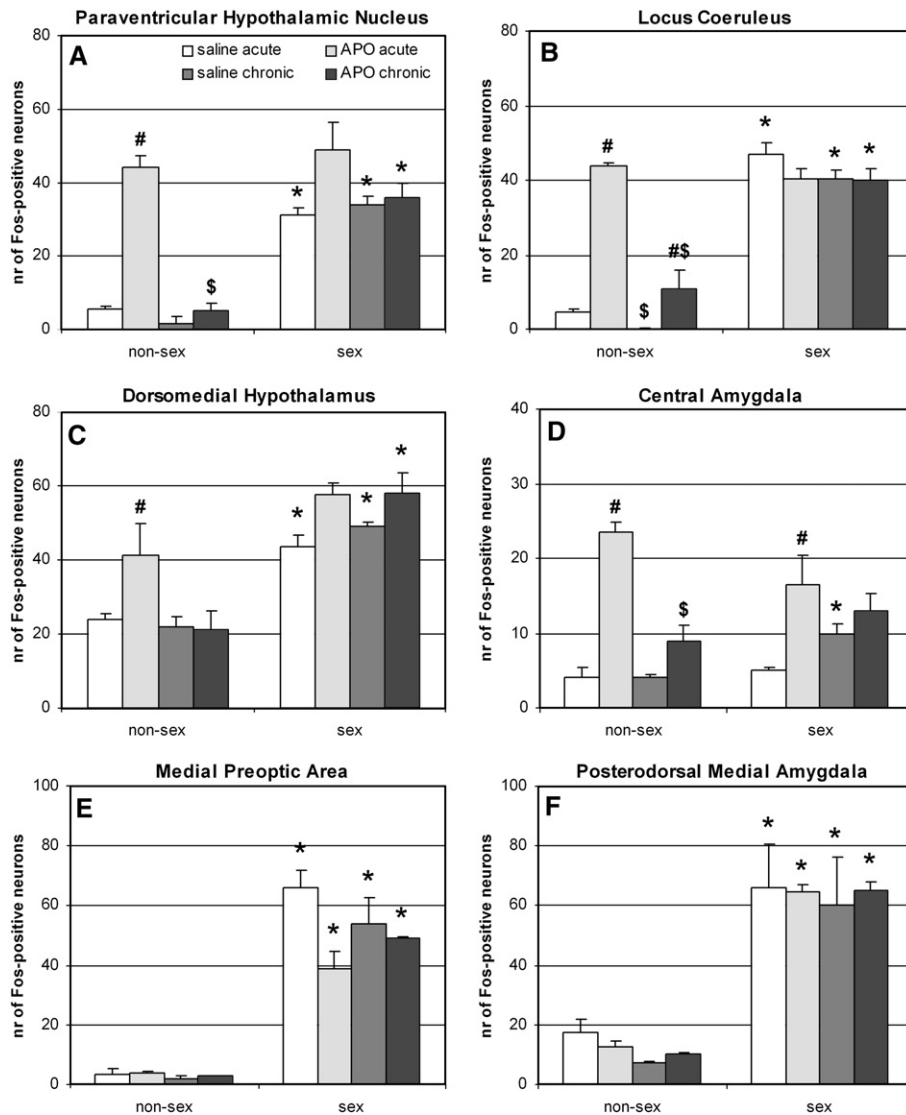 Paraventricular Hypothalamic Nucleus
A
saline acute
APO acute
saline chronic
APO chronic
nr of Fos-positive neurons
80
60
40
20
0
#
$
*
*
*
non-sex
sex
Locus Coeruleus
B
nr of Fos-positive neurons
80
60
40
20
0
#
$
#$
*
*
*
non-sex
sex
Dorsomedial Hypothalamus
C
nr of Fos-positive neurons
80
60
40
20
0
#
*
*
*
non-sex
sex
Central Amygdala
D
nr of Fos-positive neurons
40
30
20
10
0
#
$
#
*
non-sex
sex
Medial Preoptic Area
E
nr of Fos-positive neurons
100
80
60
40
20
0
*
*
*
*
non-sex
sex
Posterodorsal Medial Amygdala
F
nr of Fos-positive neurons
100
80
60
40
20
0
*
*
*
*
non-sex
sex